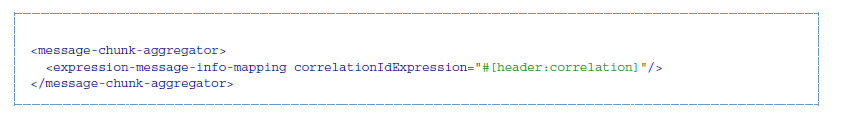 <message-chunk-aggregator>
  <expression-message-info-mapping correlationIdExpression="#[header:correlation]"/>
</message-chunk-aggregator>